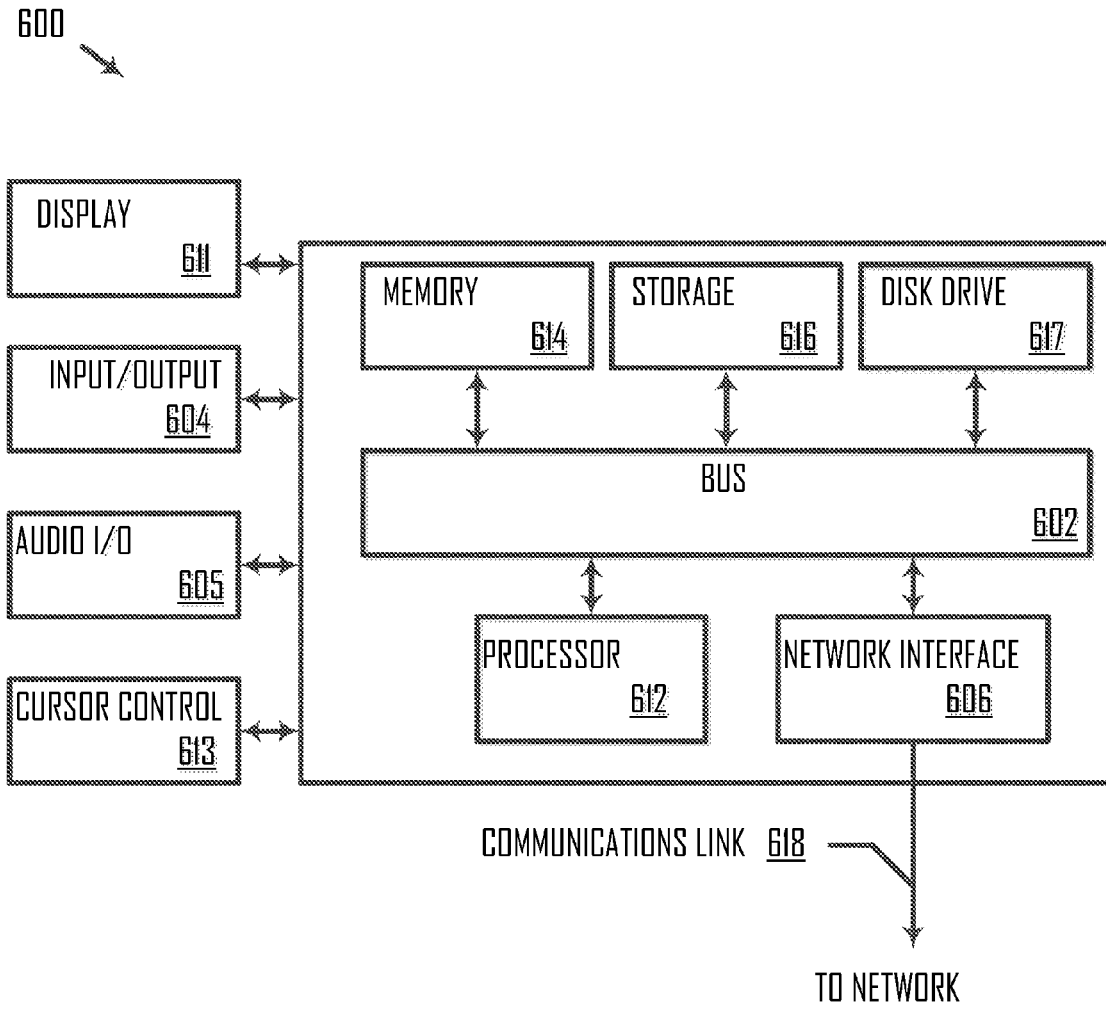 600
DISPLAY
611
INPUT/OUTPUT
604
AUDIO I/O
605
CURSOR CONTROL
613
MEMORY
614
STORAGE
616
DISK DRIVE
617
BUS
602
PROCESSOR
612
NETWORK INTERFACE
606
COMMUNICATIONS LINK 618
TO NETWORK